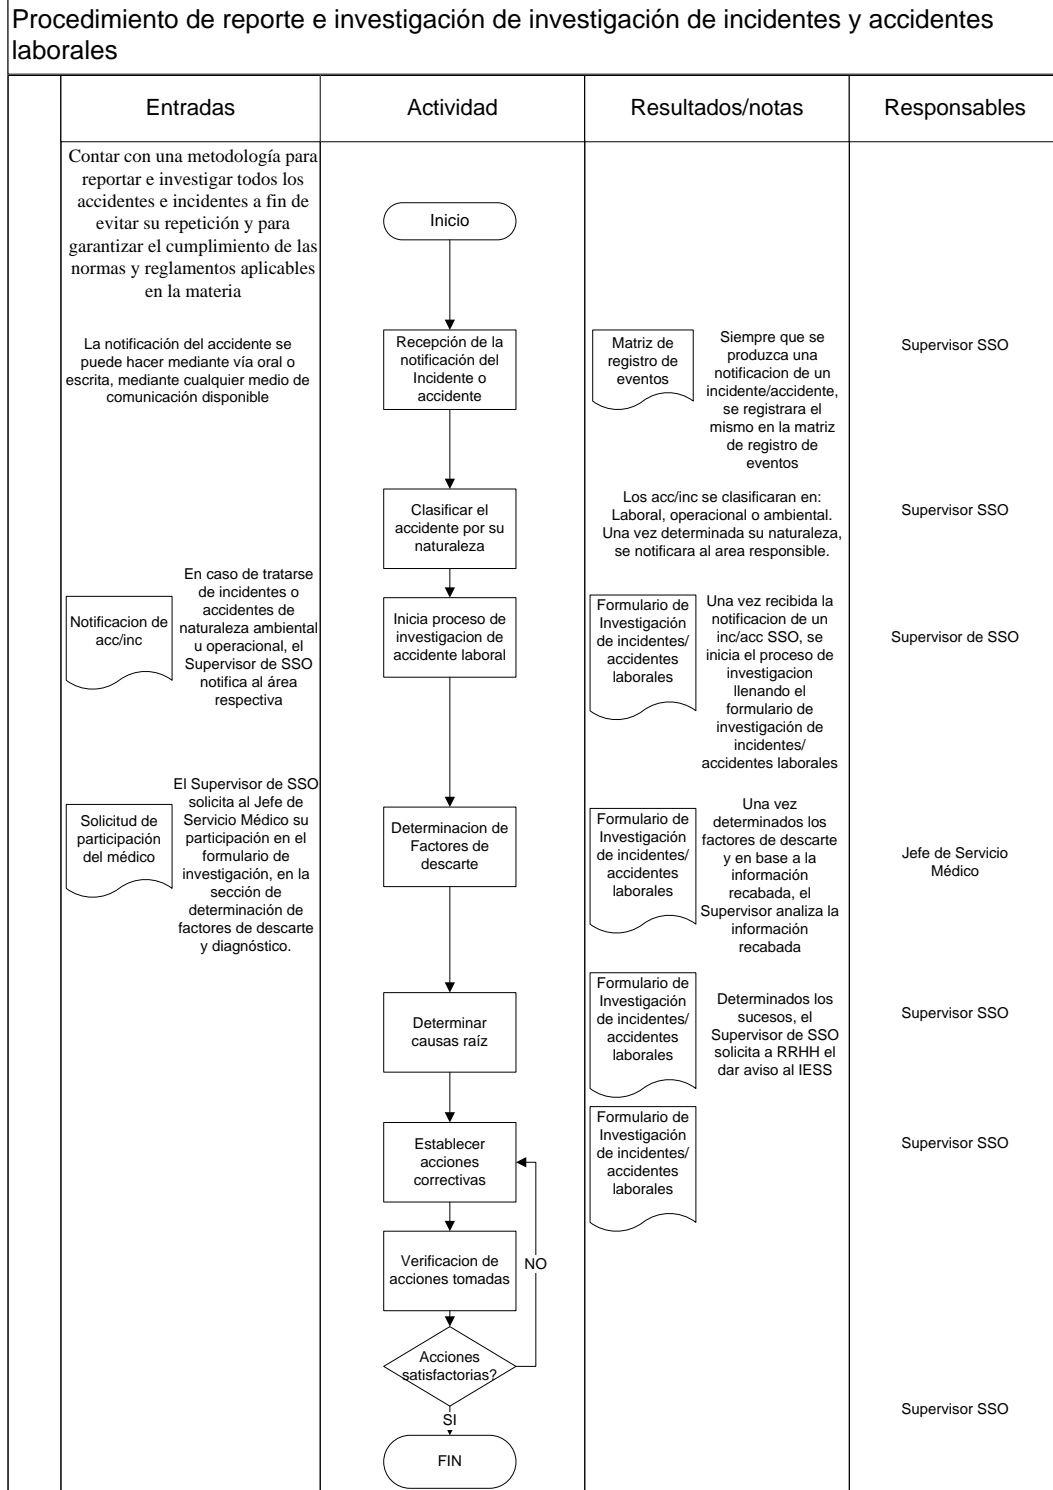 Procedimiento de reporte e investigación de investigación de incidentes y accidentes
laborales
Entradas
Actividad
Resultados/notas
Responsables
Contar con una metodología para
reportar e investigar todos los
accidentes e incidentes a fin de
evitar su repetición y para
garantizar el cumplimiento de las
normas y reglamentos aplicables
en la materia
Inicio
La notificación del accidente se
puede hacer mediante vía oral o
escrita, mediante cualquier medio de
comunicación disponible
Recepción de la
notificación del
Incidente o
accidente
Matriz de
registro de
eventos
Siempre que se
produzca una
notificacion de un
incidente/accidente,
se registrara el
mismo en la matriz
de registro de
eventos
Supervisor SSO
Clasificar el
accidente por su
naturaleza
Los acc/inc se clasificaran en:
Laboral, operacional o ambiental.
Una vez determinada su naturaleza,
se notificara al area responsible.
Supervisor SSO
Notificacion de
acc/inc
En caso de tratarse
de incidentes o
accidentes de
naturaleza ambiental
u operacional, el
Supervisor de SSO
notifica al área
respectiva
Inicia proceso de
investigacion de
accidente laboral
Formulario de
Investigación
de incidentes/
accidentes
laborales
Una vez recibida la
notificacion de un
inc/acc SSO, se
inicia el proceso de
investigacion
llenando el
formulario de
investigación de
incidentes/
accidentes laborales
Supervisor de SSO
Solicitud de
participación
del médico
El Supervisor de SSO
solicita al Jefe de
Servicio Médico su
participación en el
formulario de
investigación, en la
sección de
determinación de
factores de descarte
y diagnóstico.
Determinacion de
Factores de
descarte
Formulario de
Investigación
de incidentes/
accidentes
laborales
Una vez
determinados los
factores de descarte
y en base a la
información
recabada, el
Supervisor analiza la
información
recabada
Jefe de Servicio
Médico
Determinar
causas raíz
Formulario de
Investigación
de incidentes/
accidentes
laborales
Determinados los
sucesos, el
Supervisor de SSO
solicita a RRHH el
dar aviso al IESS
Supervisor SSO
Establecer
acciones
correctivas
Formulario de
Investigación
de incidentes/
accidentes
laborales
Supervisor SSO
Verificacion de
acciones tomadas
NO
Acciones
satisfactorias?
SI
Supervisor SSO
FIN